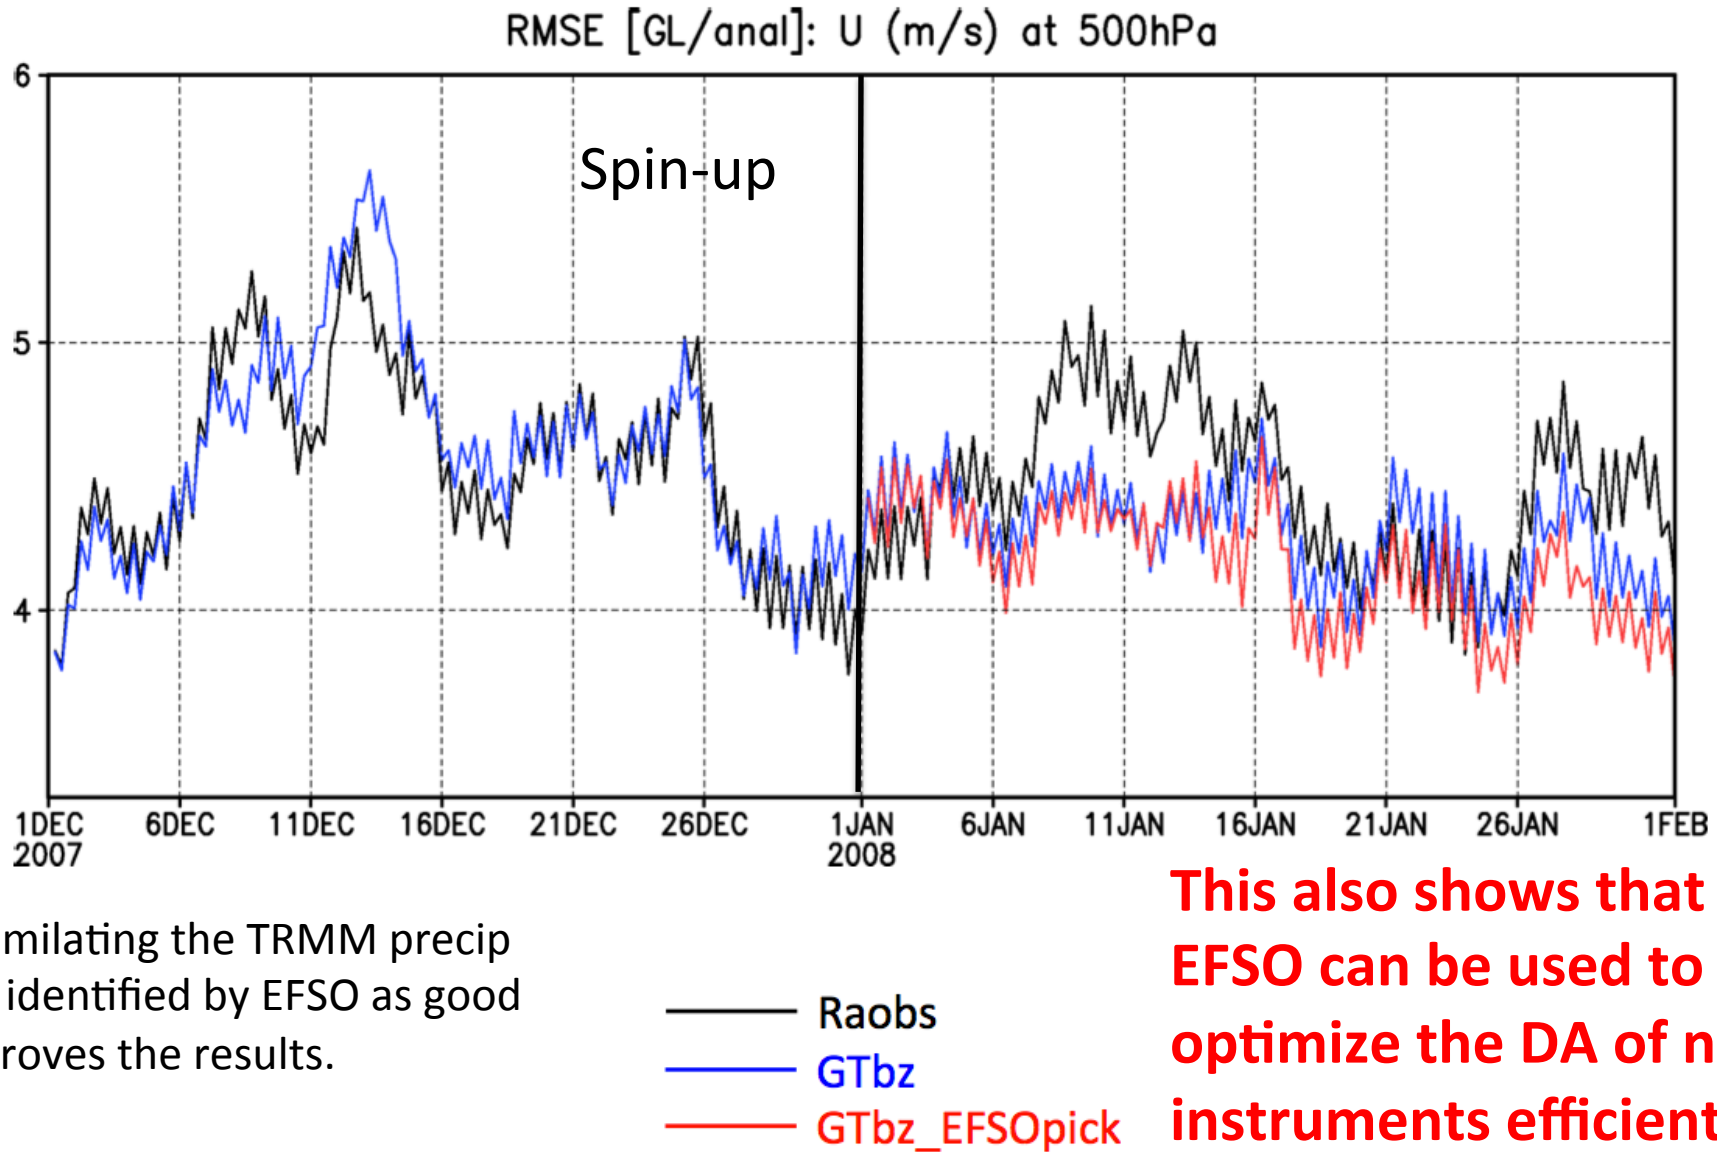 RMSE [GL/anal]: U (m/s) at 500hPa
6
Spin-up
5
4
1DEC 6DEC 11DEC 16DEC 21DEC 26DEC 1JAN 6JAN 11JAN 16JAN 21JAN 26JAN 1FEB
2007 2008
milating the TRMM precip
identified by EFSO as good
roves the results.
Raobs
GTbz
GTbz_EFSOpick
This also shows that
EFSO can be used to
optimize the DA of n
instruments efficient